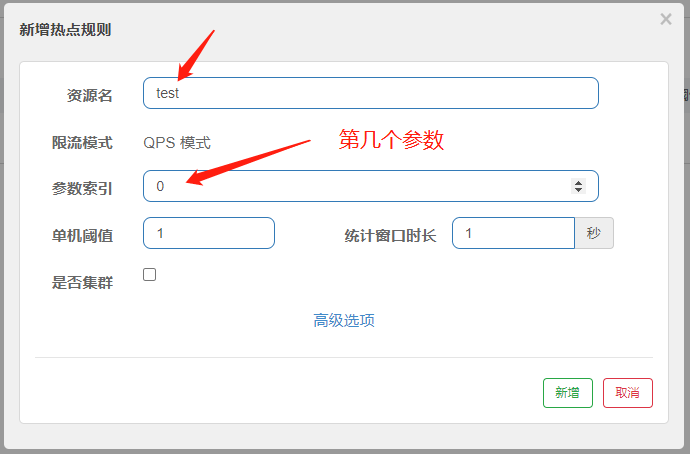 新增热点规则 ×
资源名 test
限流模式 QPS 模式 第几个参数
参数索引 0
单机阈值 1 统计窗口时长 1 秒
是否集群
高级选项
新增 取消